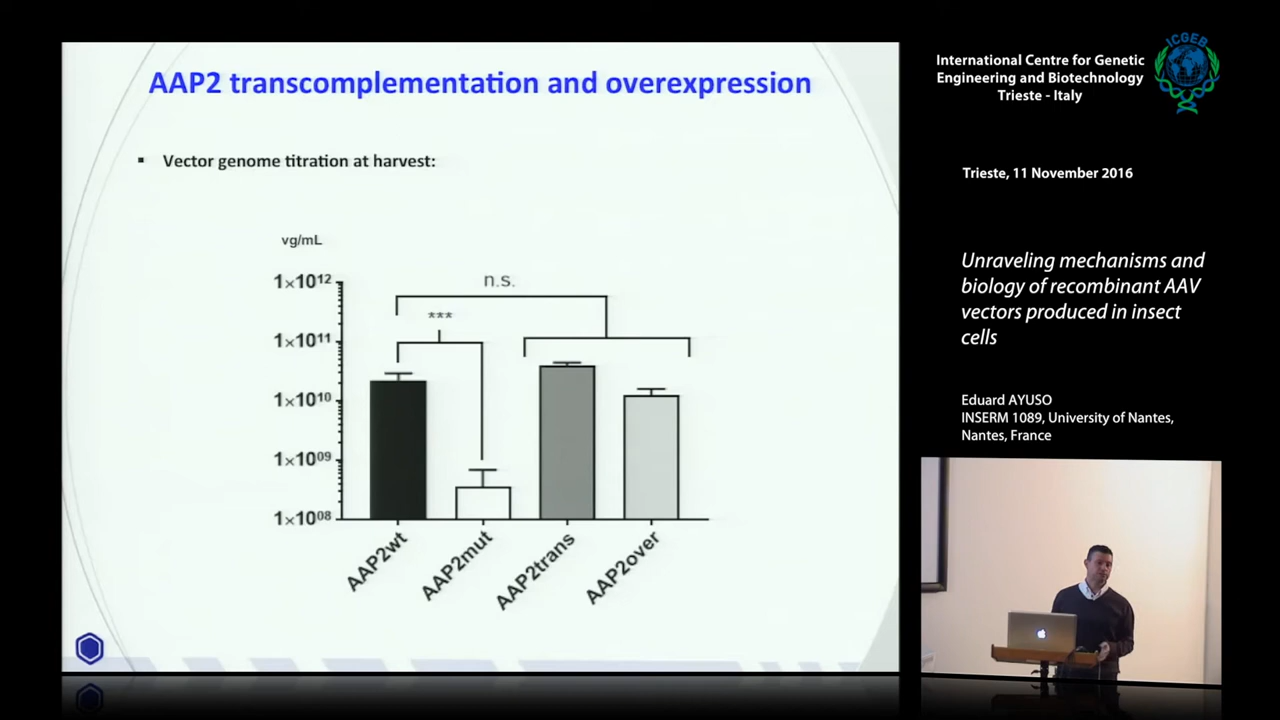 AAP2 transcomplementation and overexpression
▪ Vector genome titration at harvest:
vg/mL
1×10¹²
1×10¹¹
1×10¹⁰
1×10⁰⁹
1×10⁰⁸
n.s.
***
AAP2wt
AAP2mut
AAP2trans
AAP2over
International Centre for Genetic
Engineering and Biotechnology
Trieste - Italy
ICGEB
Trieste, 11 November 2016
Unraveling mechanisms and
biology of recombinant AAV
vectors produced in insect
cells
Eduard AYUSO
INSERM 1089, University of Nantes,
Nantes, France